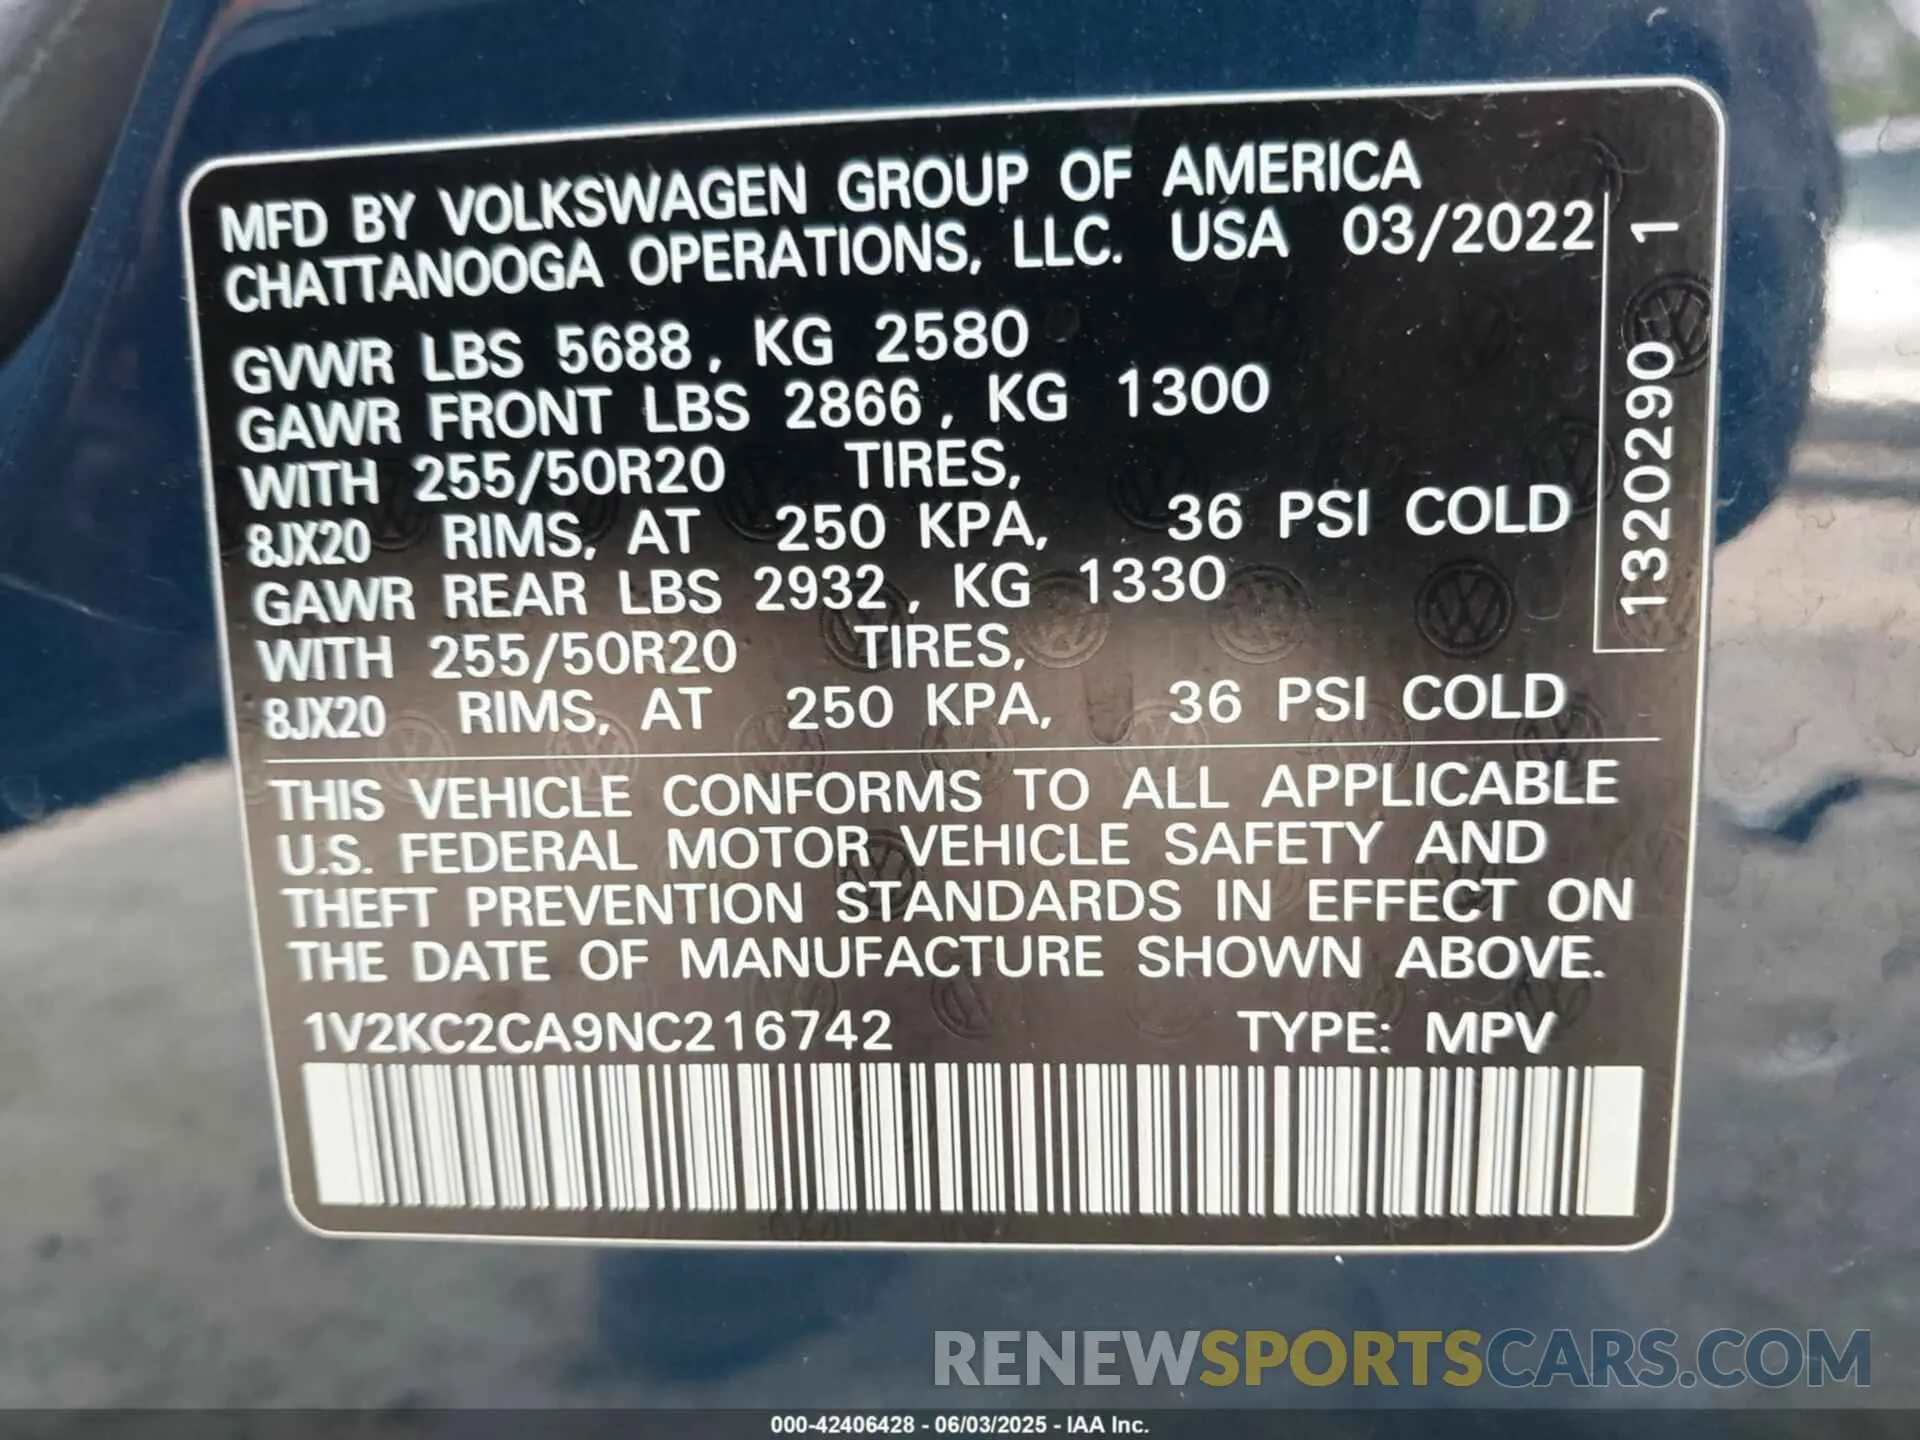 MFD BY VOLKSWAGEN GROUP OF AMERICA
CHATTANOOGA OPERATIONS, LLC. USA 03/2022
GVWR LBS 5688, KG 2580
GAWR FRONT LBS 2866, KG 1300
WITH 255/50R20 TIRES,
8JX20 RIMS, AT 250 KPA, 36 PSI COLD
GAWR REAR LBS 2932, KG 1330
WITH 255/50R20 TIRES,
8JX20 RIMS, AT 250 KPA, 36 PSI COLD
13202901 1
THIS VEHICLE CONFORMS TO ALL APPLICABLE
U.S. FEDERAL MOTOR VEHICLE SAFETY AND
THEFT PREVENTION STANDARDS IN EFFECT ON
THE DATE OF MANUFACTURE SHOWN ABOVE.
1V2KC2CA9NC216742 TYPE: MPV
RENEWSPORTSCARS.COM
000-42406428 - 06/03/2025 - IAA Inc.